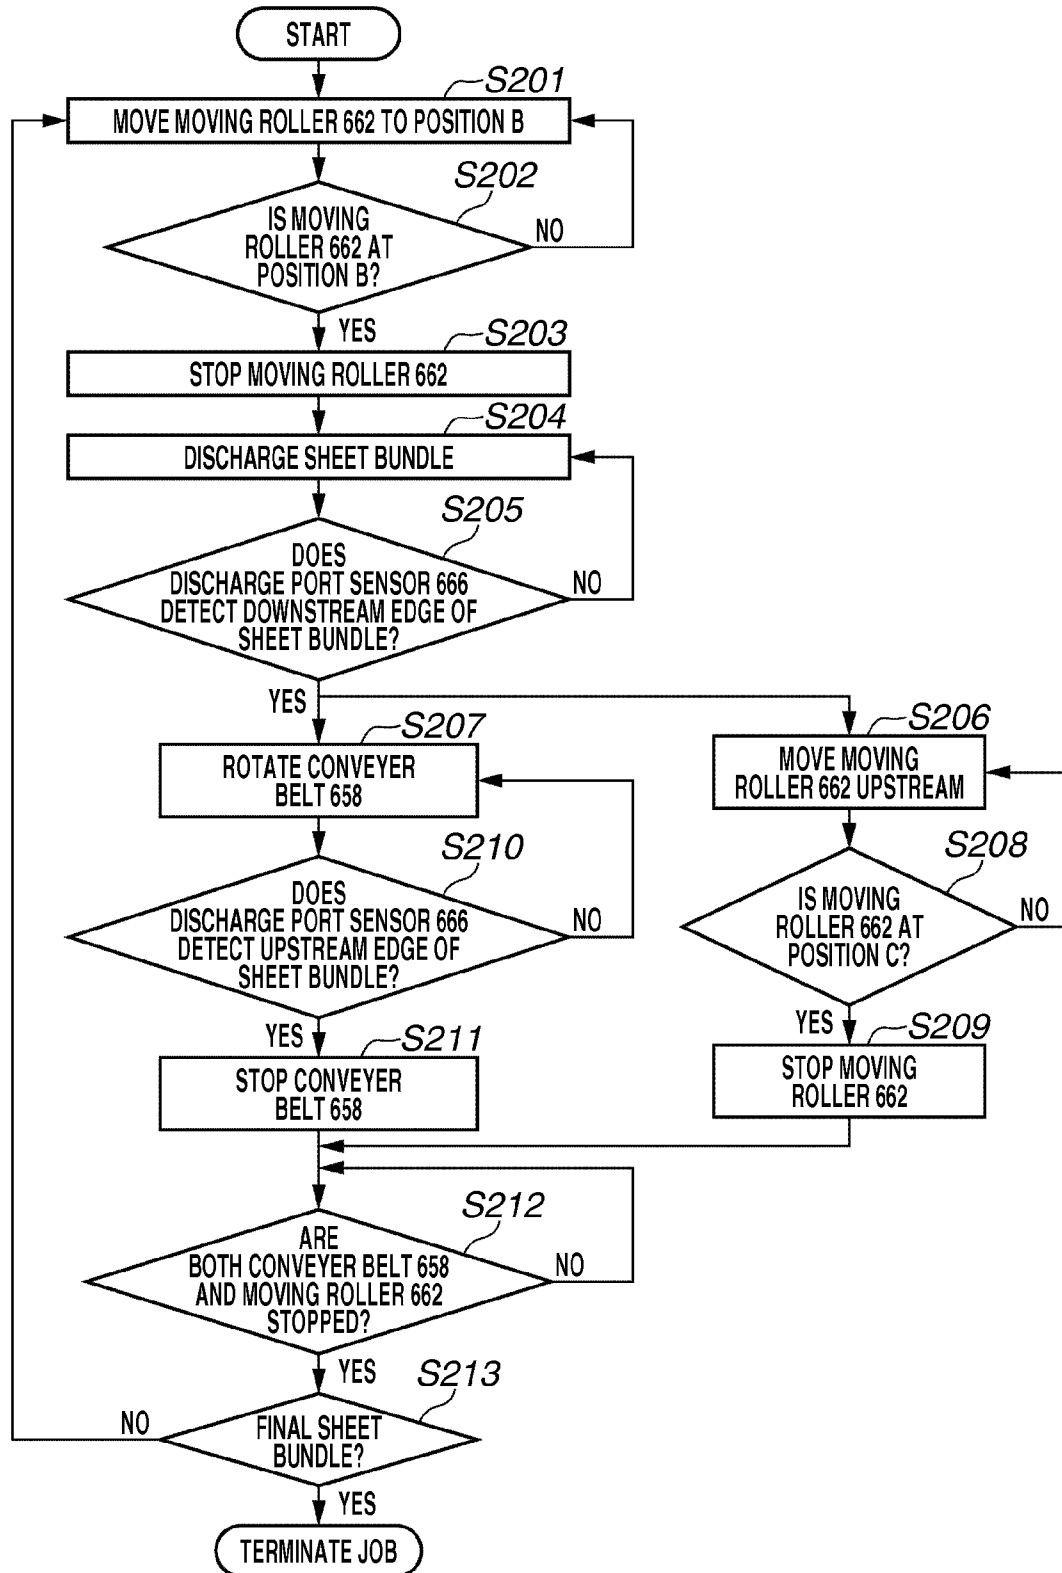 START
S201
MOVE MOVING ROLLER 662 TO POSITION B
S202
IS MOVING
ROLLER 662 AT
POSITION B?
NO
YES
S203
STOP MOVING ROLLER 662
S204
DISCHARGE SHEET BUNDLE
S205
DOES
DISCHARGE PORT SENSOR 666
DETECT DOWNSTREAM EDGE OF
SHEET BUNDLE?
NO
YES
S207
ROTATE CONVEYER
BELT 658
S206
MOVE MOVING
ROLLER 662 UPSTREAM
S210
DOES
DISCHARGE PORT SENSOR 666
DETECT UPSTREAM EDGE OF
SHEET BUNDLE?
NO
S208
IS MOVING
ROLLER 662 AT
POSITION C?
NO
YES
S211
STOP CONVEYER
BELT 658
YES
S209
STOP MOVING
ROLLER 662
S212
ARE
BOTH CONVEYER BELT 658
AND MOVING ROLLER 662
STOPPED?
NO
YES
S213
FINAL SHEET
BUNDLE?
NO
YES
TERMINATE JOB